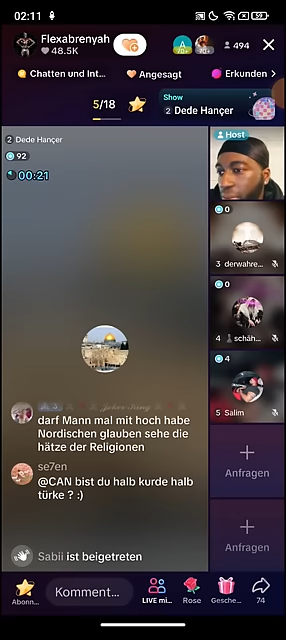 02:11
59
Flexabrenyah
48.5K
494
Chatten und Int...
Angesagt
Erkunden
5/18
Show
2 Dede Hançer
2 Dede Hançer
92
00:21
Host
0
3 derwahre...
0
4 schäh...
4
5 Salim
Anfragen
Anfragen
darf Mann mal mit hoch habe
Nordischen glauben sehe die
hätze der Religionen
se7en
@CAN bist du halb kurde halb
türke ? :)
Sabii ist beigetreten
Abonn...
Komment...
LIVE mi...
Rose
Gesche...
74